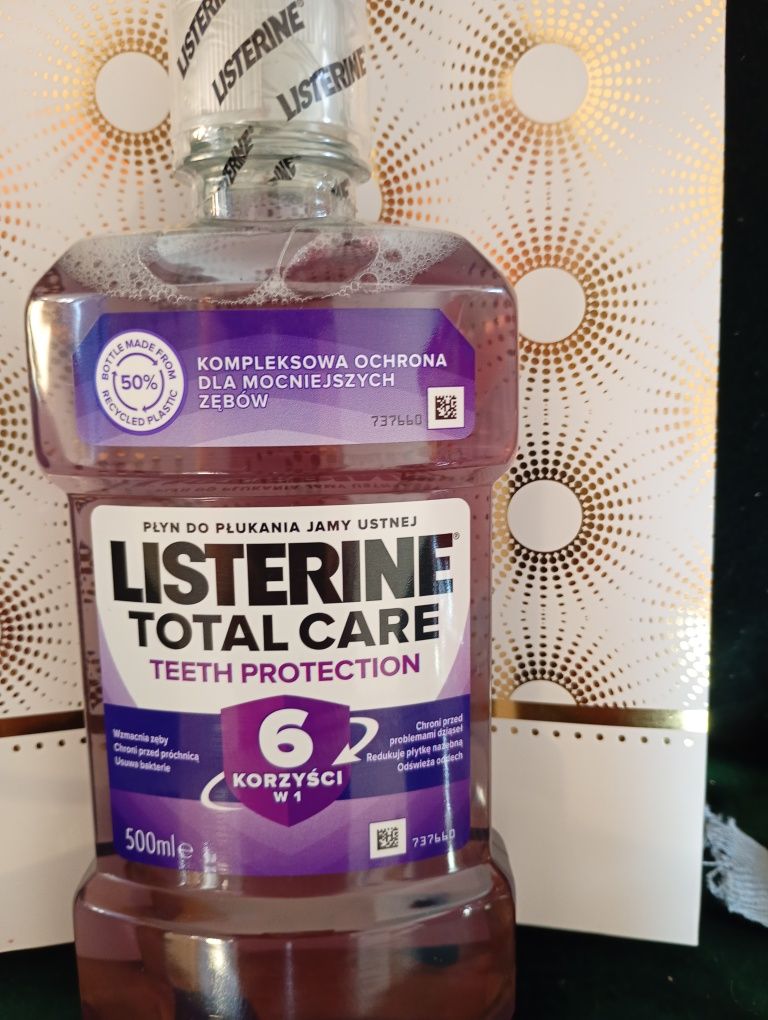 LISTERINE
LISTERINE
LISTERINE
BOTTLE MADE FROM
50%
RECYCLED PLASTIC
KOMPLEKSOWA OCHRONA
DLA MOCNIEJSZYCH
ZĘBÓW
737660
PŁYN DO PŁUKANIA JAMY USTNEJ
LISTERINE®
TOTAL CARE
TEETH PROTECTION
Wzmacnia zęby
Chroni przed próchnicą
Usuwa bakterie
6
KORZYŚCI
W 1
Chroni przed
problemami dziąseł
Redukuje płytkę nazębną
Odświeża oddech
500ml e
737660